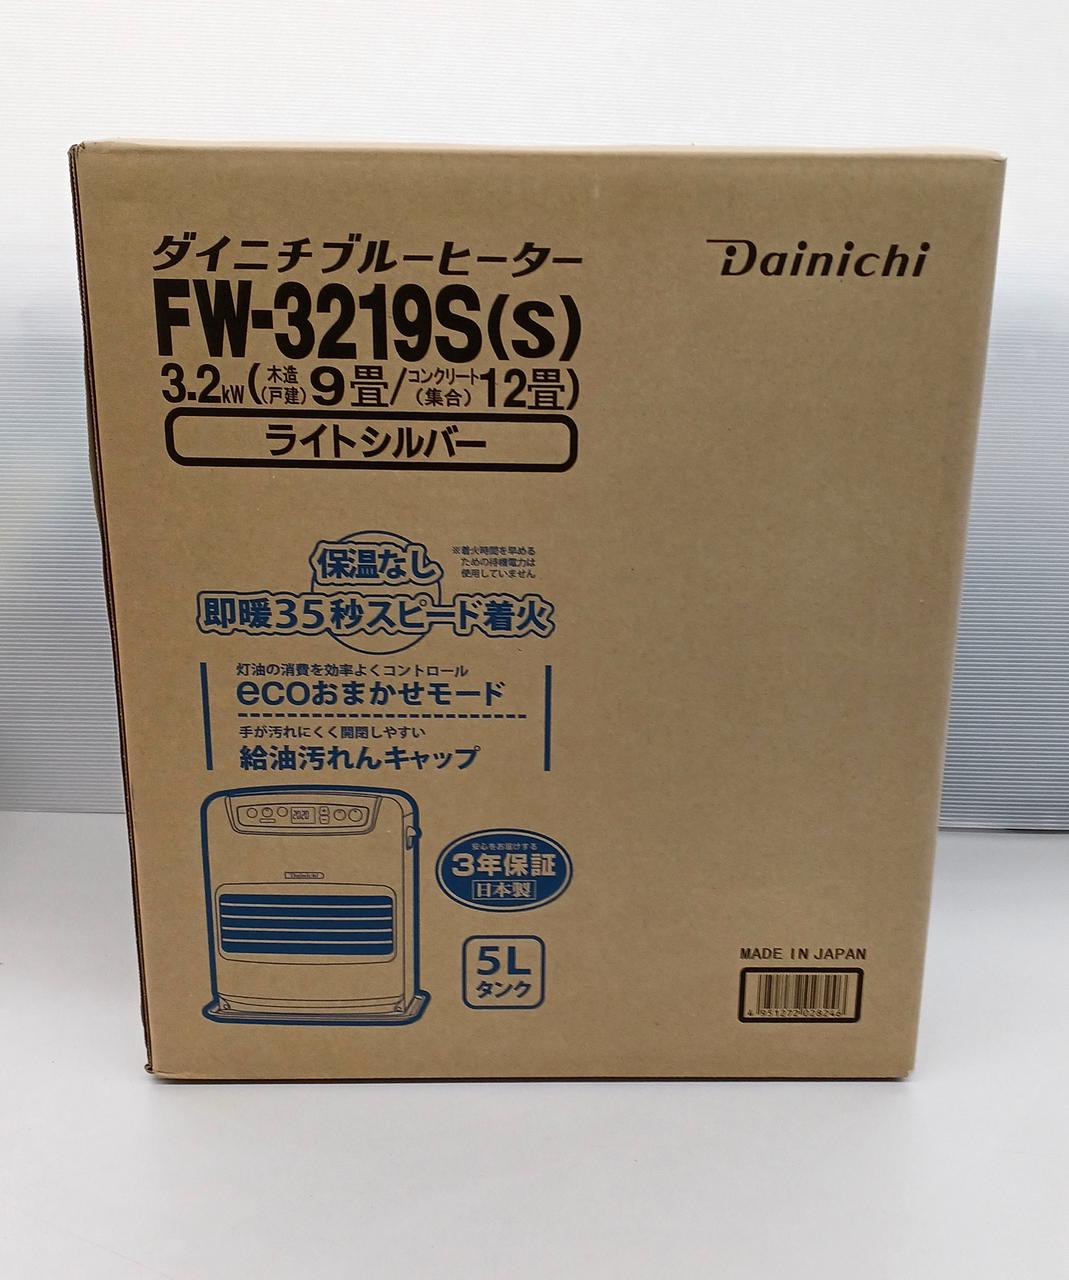 ダイニチブルーヒーター
Dainichi
FW-3219S(S)
3.2kW(木造(戸建)9畳/コンクリート(集合)12畳)
ライトシルバー
保温なし
※着火時間を早める
ための待機電力は
使用していません
即暖35秒スピード着火
灯油の消費を効率よくコントロール
ecoおまかせモード
手が汚れにくく開閉しやすい
給油汚れんキャップ
2020
Dainichi
安心をお届けする
3年保証
日本製
5L
タンク
MADE IN JAPAN
4 951272 028246